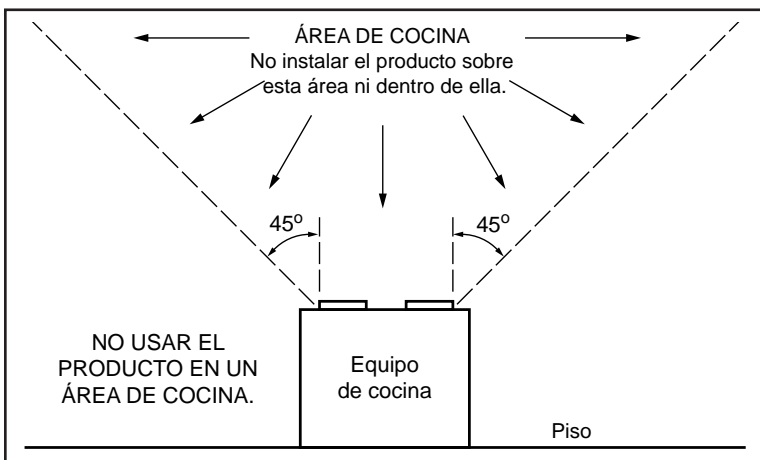 ÁREA DE COCINA
No instalar el producto sobre
esta área ni dentro de ella.
45º
45º
NO USAR EL
PRODUCTO EN UN
ÁREA DE COCINA.
Equipo
de cocina
Piso